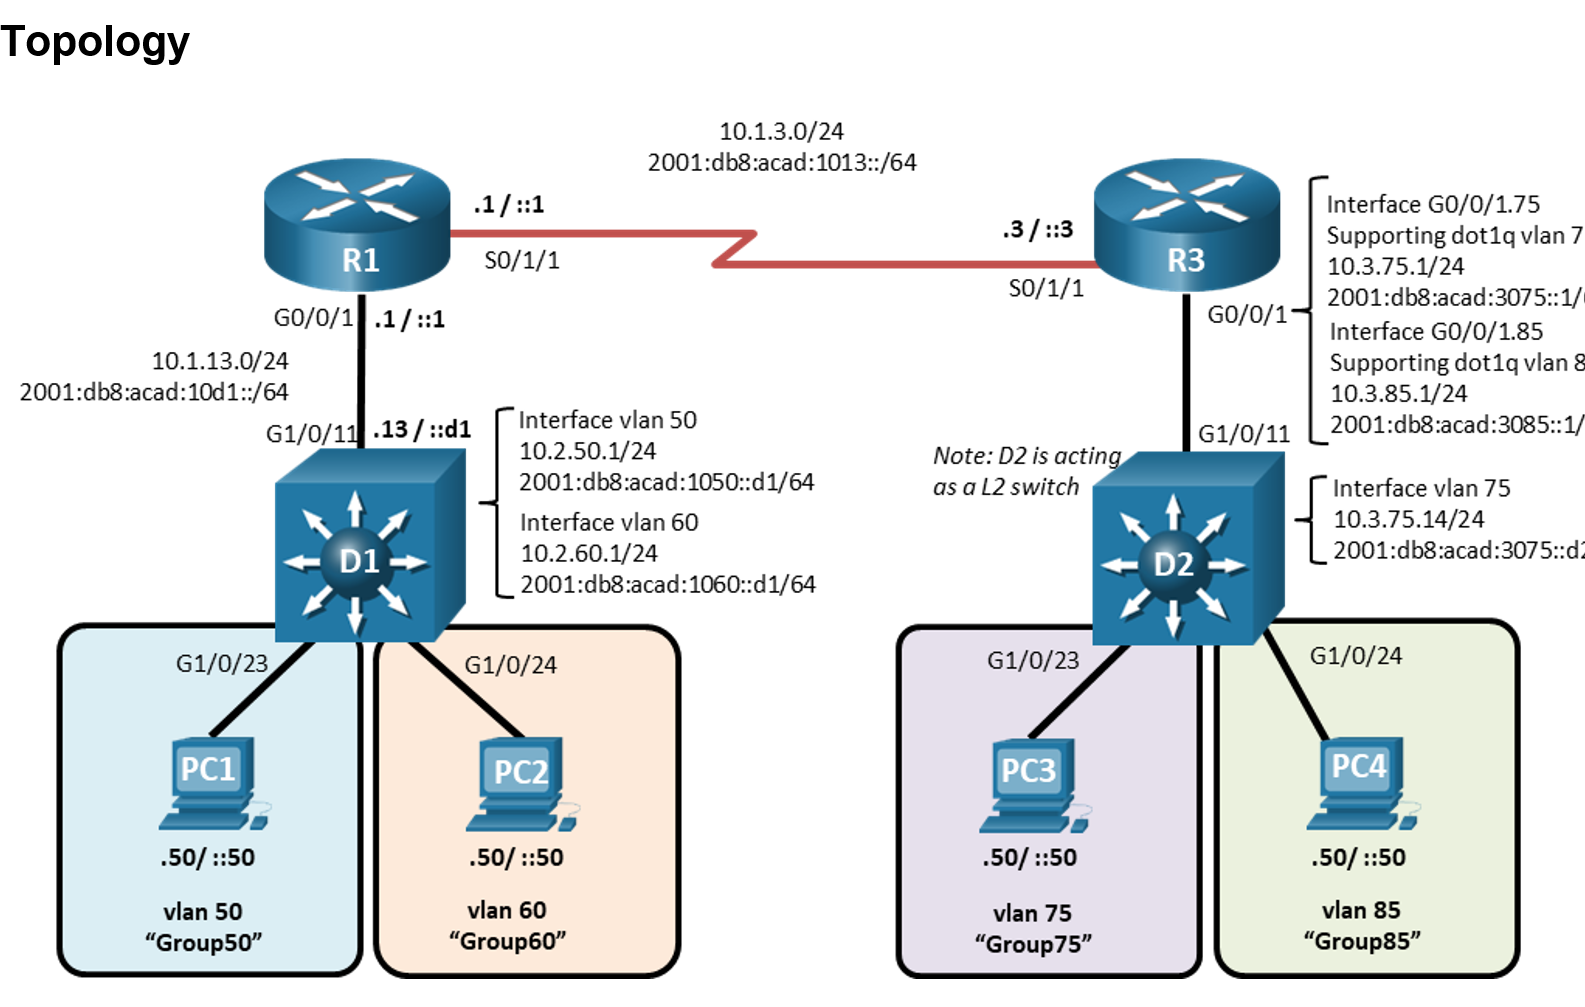 Topology
10.1.3.0/24
2001:db8:acad:1013::/64
.1 / ::1
S0/1/1
R1
.3 / ::3
S0/1/1
R3
Interface G0/0/1.75
Supporting dot1q vlan 7
10.3.75.1/24
2001:db8:acad:3075::1/
Interface G0/0/1.85
Supporting dot1q vlan 8
10.3.85.1/24
2001:db8:acad:3085::1/
G0/0/1
.1 / ::1
G0/0/1
10.1.13.0/24
2001:db8:acad:10d1::/64
G1/0/11
.13 / ::d1
Interface vlan 50
10.2.50.1/24
2001:db8:acad:1050::d1/64
Interface vlan 60
10.2.60.1/24
2001:db8:acad:1060::d1/64
D1
Note: D2 is acting
as a L2 switch
G1/0/11
Interface vlan 75
10.3.75.14/24
2001:db8:acad:3075::d2
D2
G1/0/23
G1/0/24
G1/0/23
G1/0/24
PC1
PC2
PC3
PC4
.50/ ::50
.50/ ::50
.50/ ::50
.50/ ::50
vlan 50
“Group50”
vlan 60
“Group60”
vlan 75
“Group75”
vlan 85
“Group85”